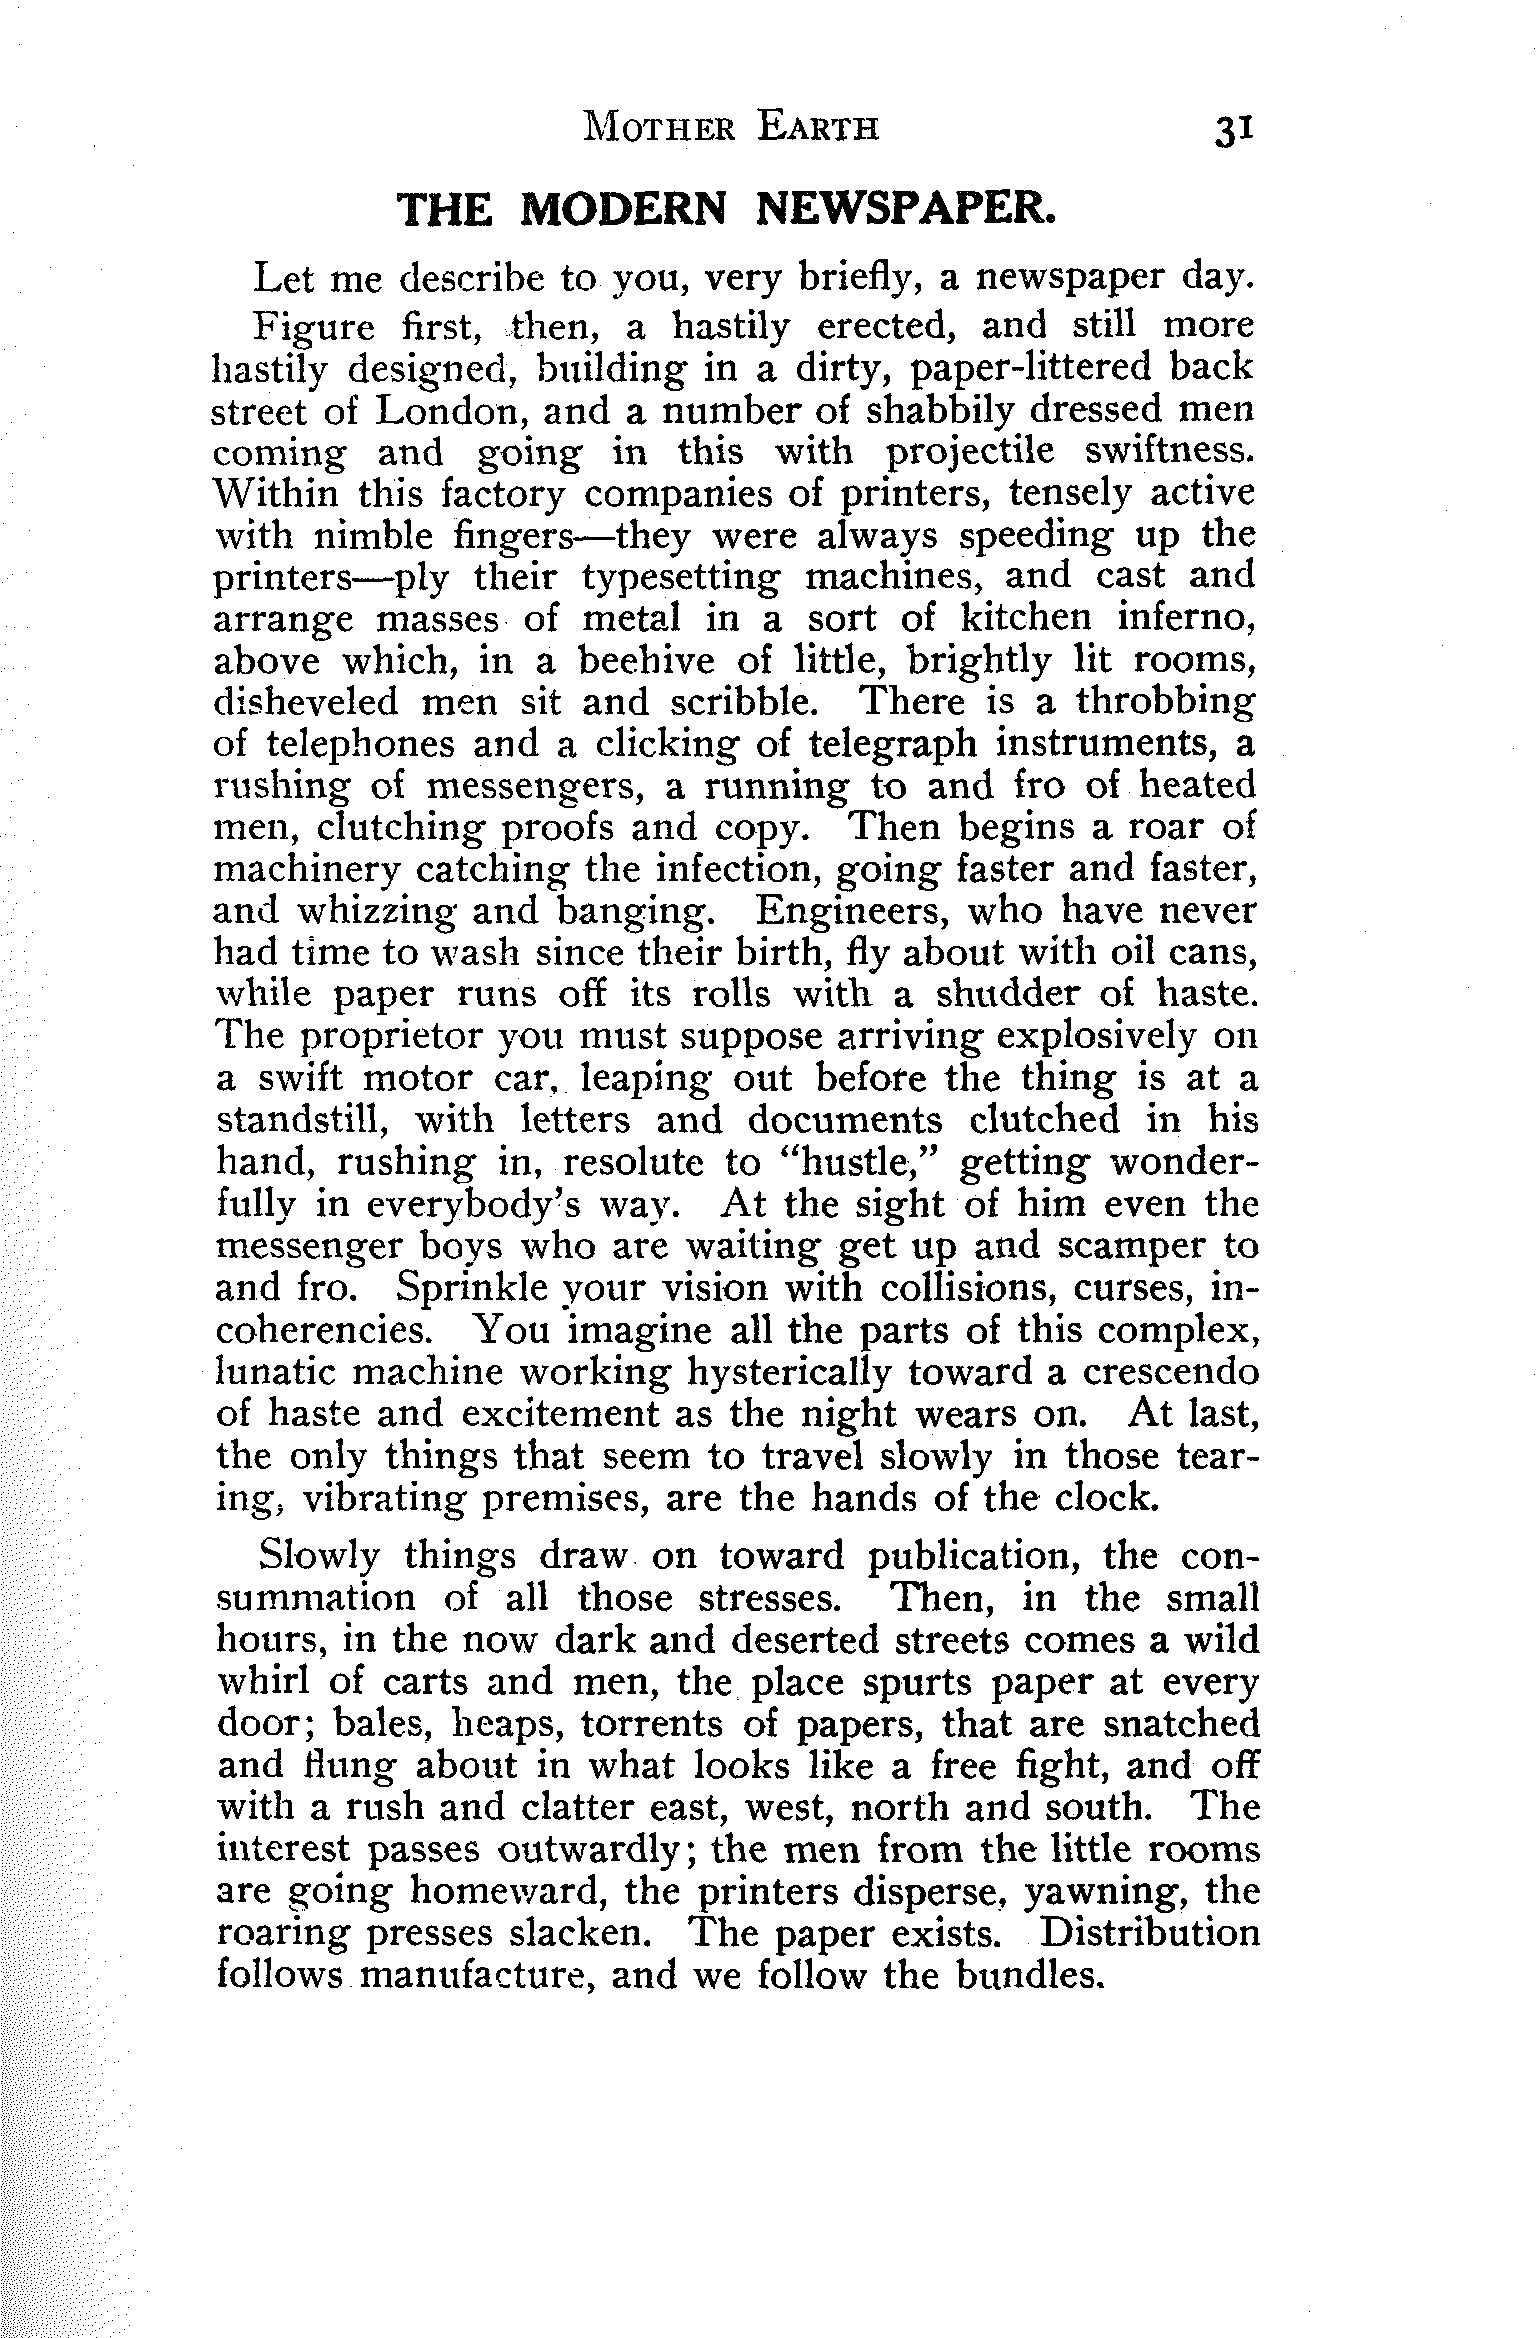 MOTHER EARTH 31
THE MODERN NEWSPAPER.
Let me describe to you, very briefly, a newspaper day.
Figure first, then, a hastily erected, and still more
hastily designed, building in a dirty, paper-littered back
street of London, and a number of shabbily dressed men
coming and going in this with projectile swiftness.
Within this factory companies of printers, tensely active
with nimble fingers—they were always speeding up the
printers—ply their typesetting machines, and cast and
arrange masses of metal in a sort of kitchen inferno,
above which, in a beehive of little, brightly lit rooms,
disheveled men sit and scribble. There is a throbbing
of telephones and a clicking of telegraph instruments, a
rushing of messengers, a running to and fro of heated
men, clutching proofs and copy. Then begins a roar of
machinery catching the infection, going faster and faster,
and whizzing and banging. Engineers, who have never
had time to wash since their birth, fly about with oil cans,
while paper runs off its rolls with a shudder of haste.
The proprietor you must suppose arriving explosively on
a swift motor car, leaping out before the thing is at a
standstill, with letters and documents clutched in his
hand, rushing in, resolute to "hustle," getting wonder-
fully in everybody's way. At the sight of him even the
messenger boys who are waiting get up and scamper to
and fro. Sprinkle your vision with collisions, curses, in-
coherencies. You imagine all the parts of this complex,
lunatic machine working hysterically toward a crescendo
of haste and excitement as the night wears on. At last,
the only things that seem to travel slowly in those tear-
ing, vibrating premises, are the hands of the clock.
Slowly things draw on toward publication, the con-
summation of all those stresses. Then, in the small
hours, in the now dark and deserted streets comes a wild
whirl of carts and men, the place spurts paper at every
door; bales, heaps, torrents of papers, that are snatched
and flung about in what looks like a free fight, and off
with a rush and clatter east, west, north and south. The
interest passes outwardly; the men from the little rooms
are going homeward, the printers disperse, yawning, the
roaring presses slacken. The paper exists. Distribution
follows manufacture, and we follow the bundles.